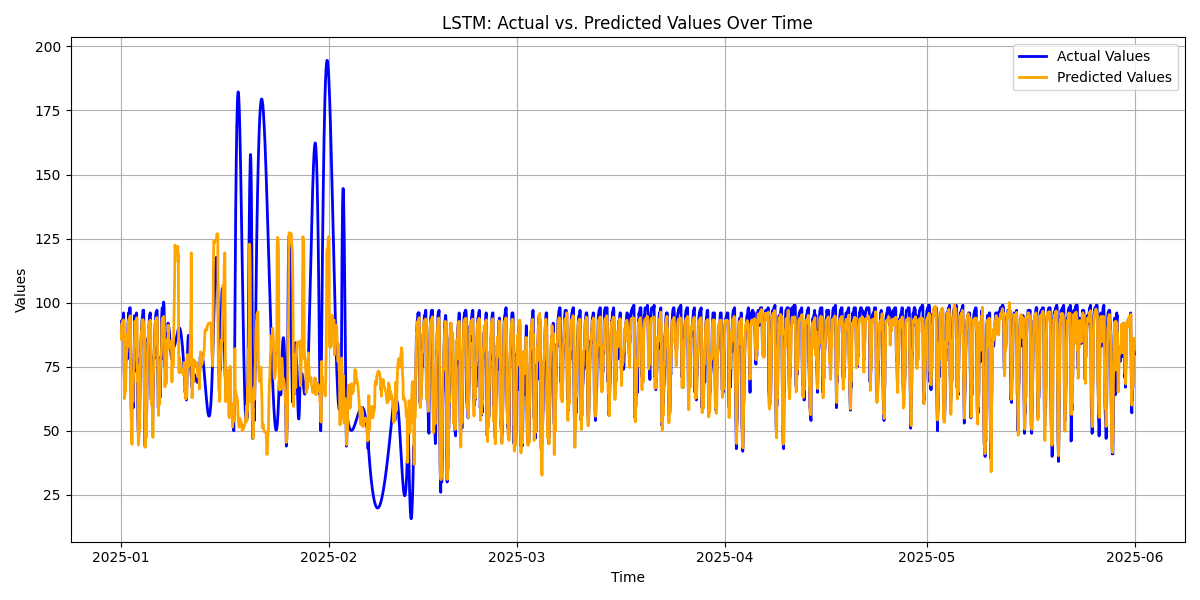 LSTM: Actual vs. Predicted Values Over Time
Actual Values
Predicted Values
Values
200
175
150
125
100
75
50
25
2025-01
2025-02
2025-03
2025-04
2025-05
2025-06
Time